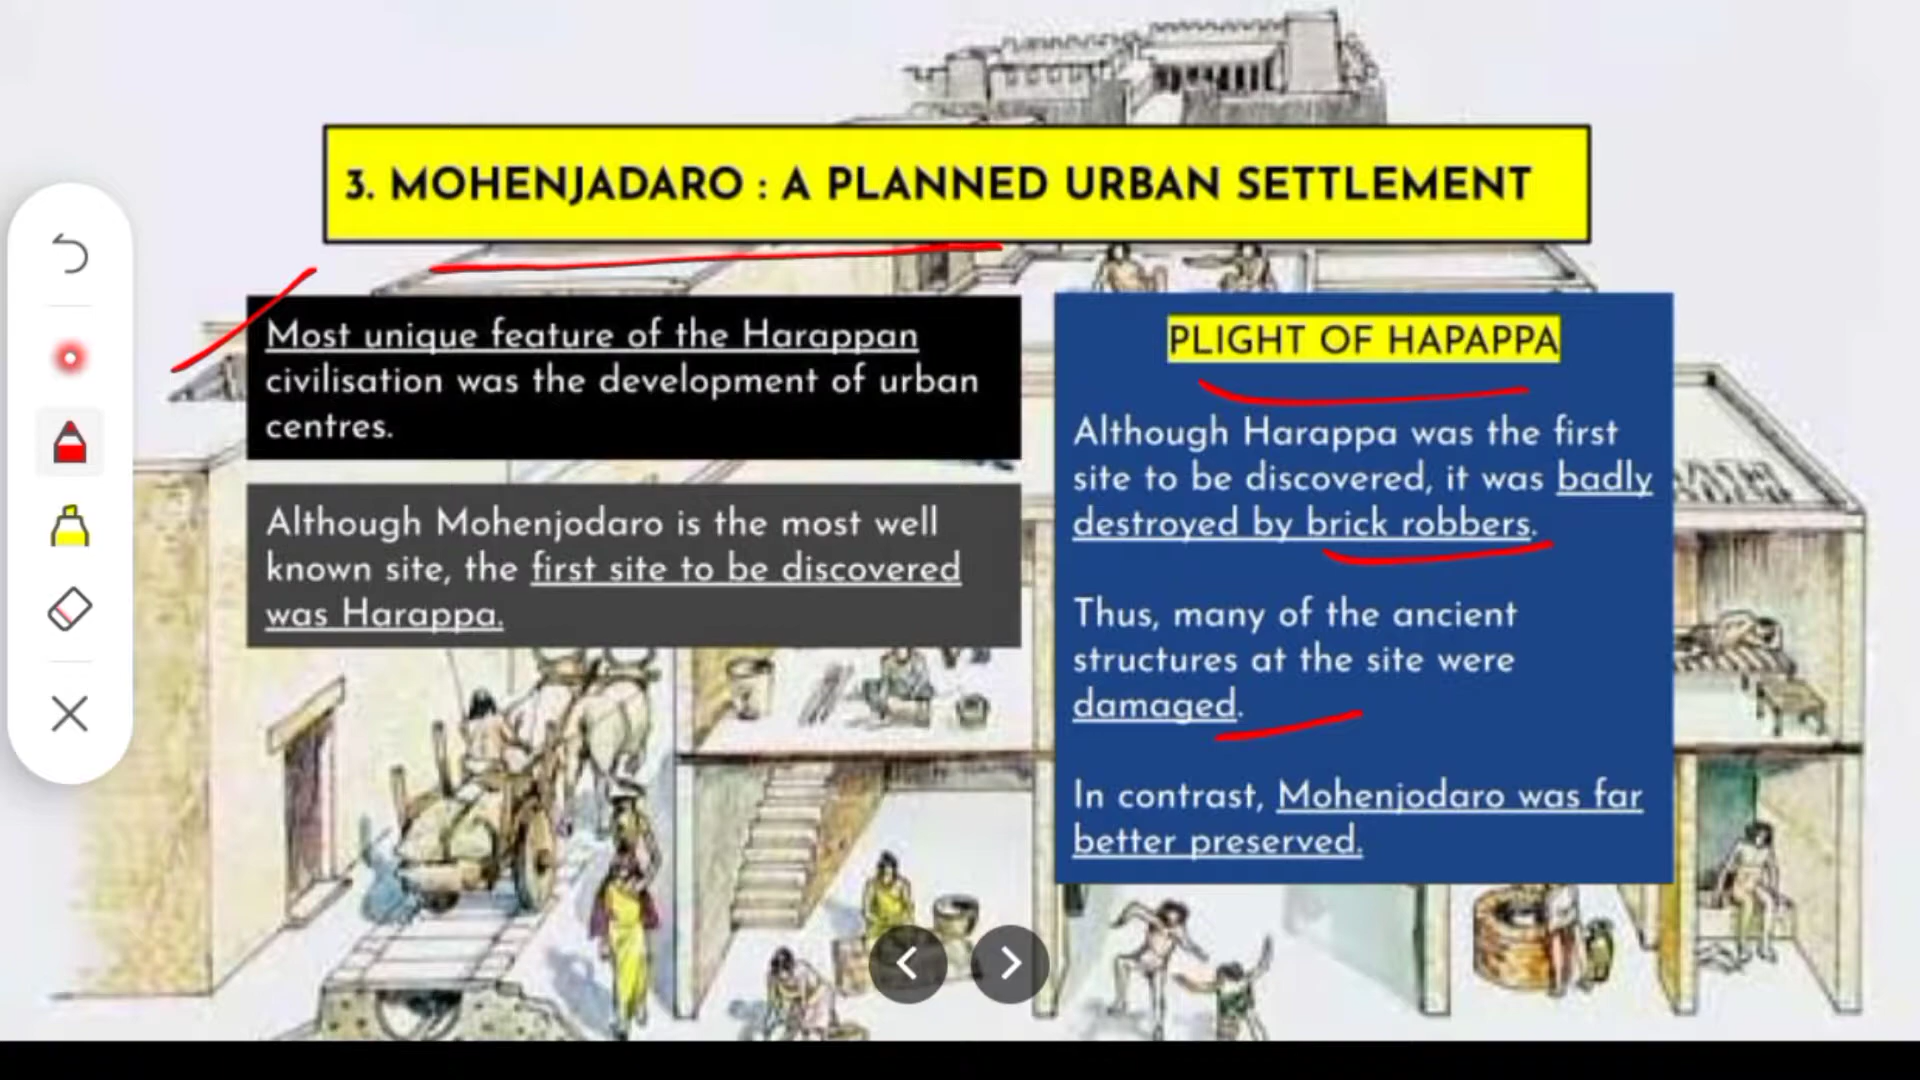 3. MOHENJADARO : A PLANNED URBAN SETTLEMENT
Most unique feature of the Harappan
civilisation was the development of urban
centres.
Although Mohenjodaro is the most well
known site, the first site to be discovered
was Harappa.
PLIGHT OF HAPAPPA
Although Harappa was the first
site to be discovered, it was badly
destroyed by brick robbers.
Thus, many of the ancient
structures at the site were
damaged.
In contrast, Mohenjodaro was far
better preserved.